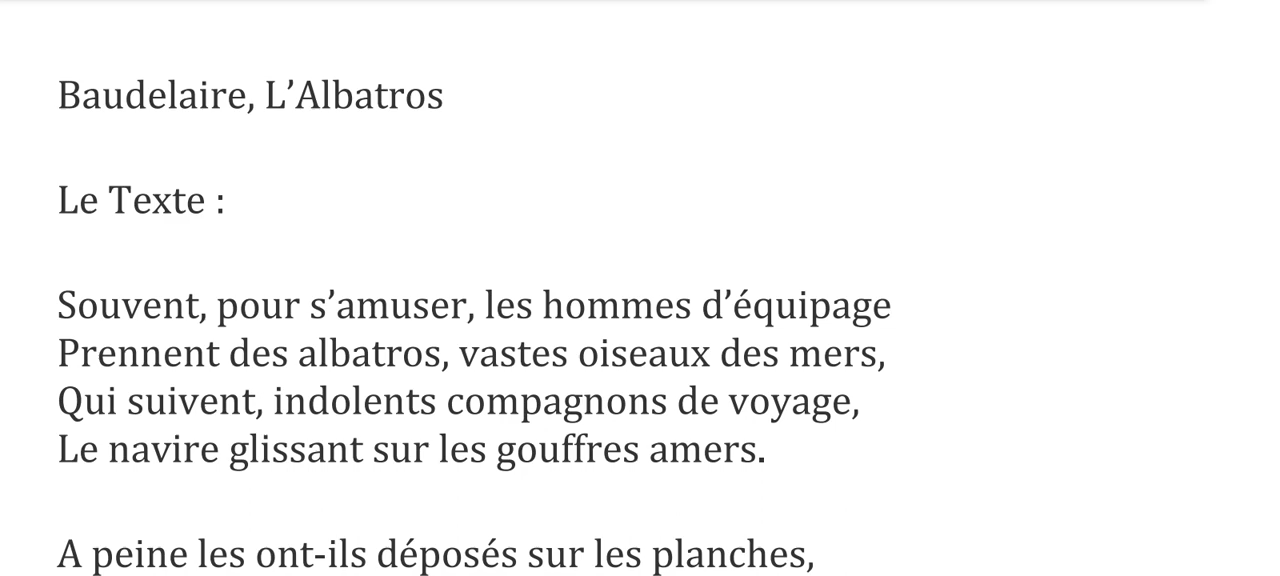 Baudelaire, L’Albatros
Le Texte :
Souvent, pour s’amuser, les hommes d’équipage
Prennent des albatros, vastes oiseaux des mers,
Qui suivent, indolents compagnons de voyage,
Le navire glissant sur les gouffres amers.
A peine les ont-ils déposés sur les planches,